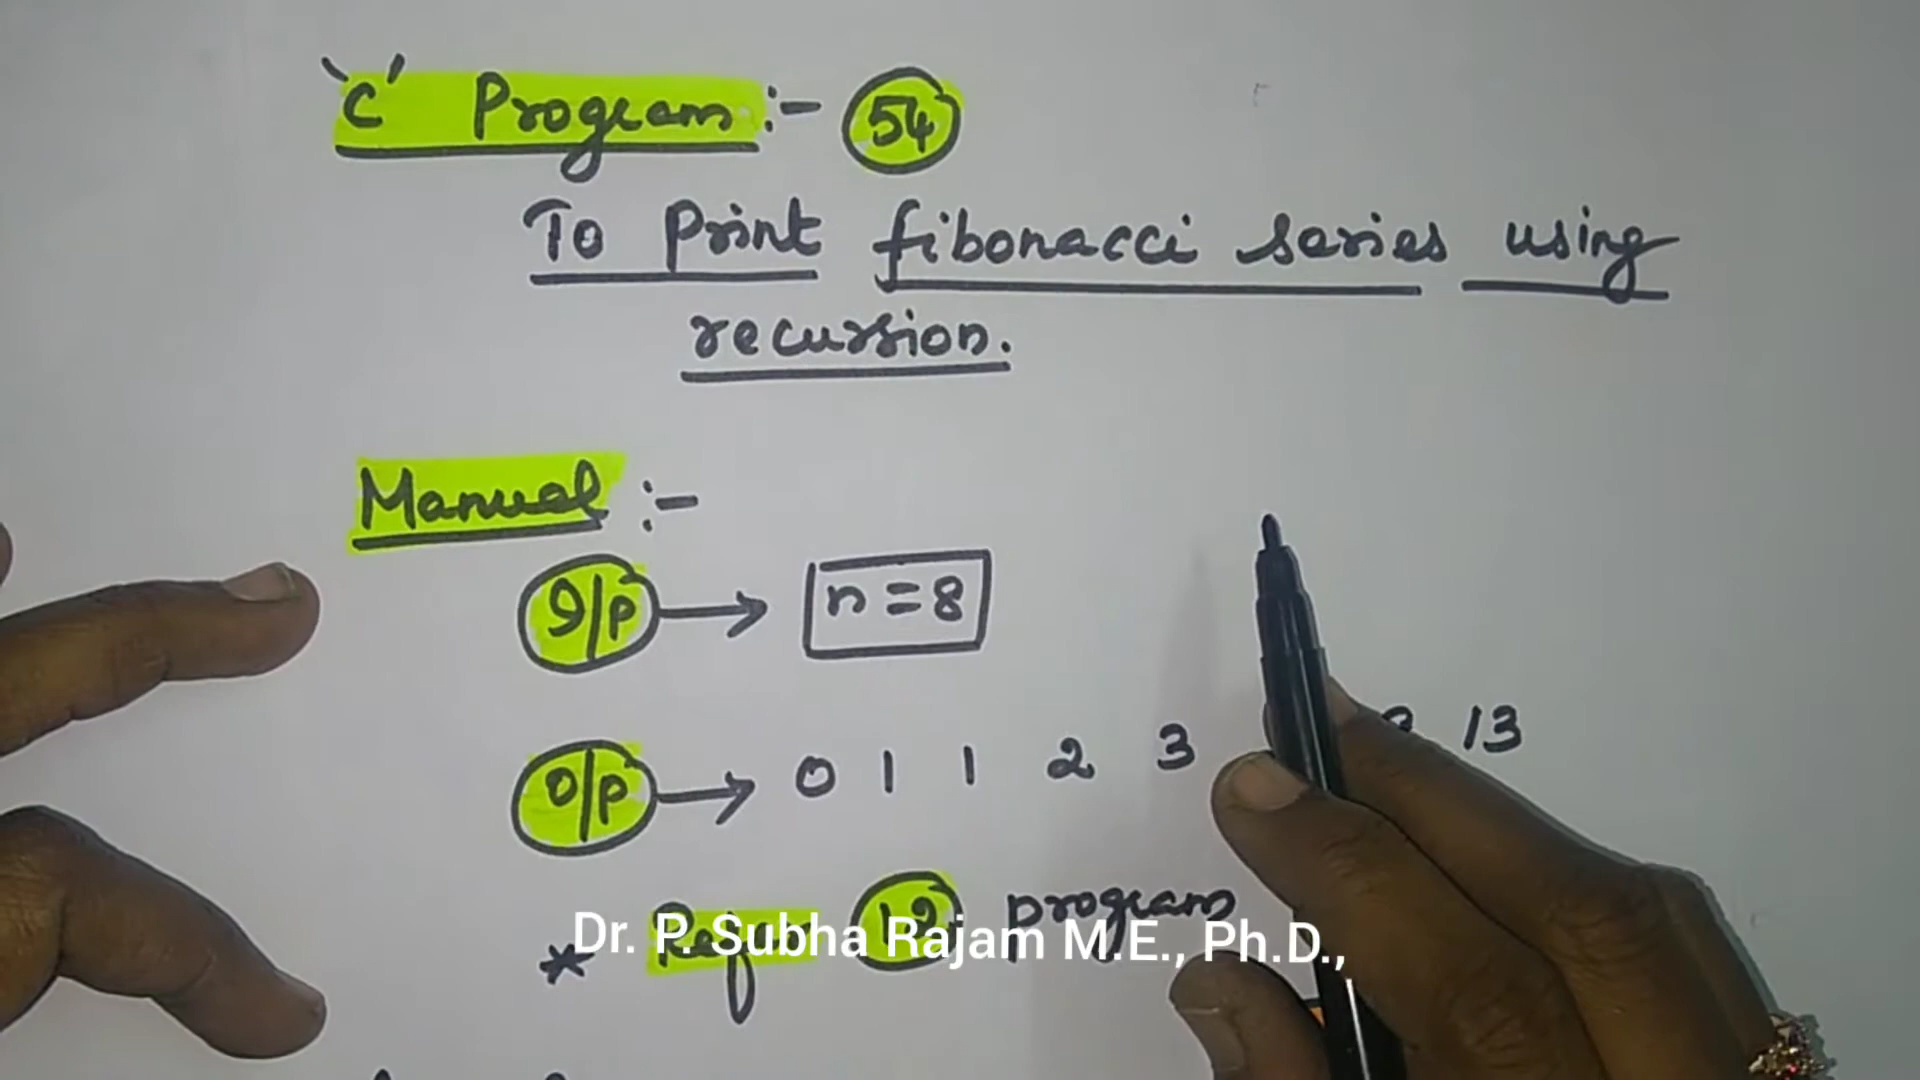 'C' Program :- 54
To Print fibonacci series using
recursion.
Manual :-
I/P → n = 8
O/P → 0 1 1 2 3 13
* program
Dr. P. Subha Rajam M.E., Ph.D.,